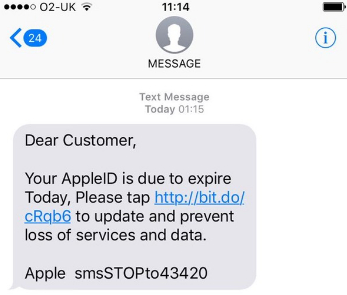 O2-UK 11:14
24
MESSAGE
Text Message
Today 01:15
Dear Customer,
Your AppleID is due to expire
Today, Please tap http://bit.do/
cRqb6 to update and prevent
loss of services and data.
Apple smsSTOPto43420